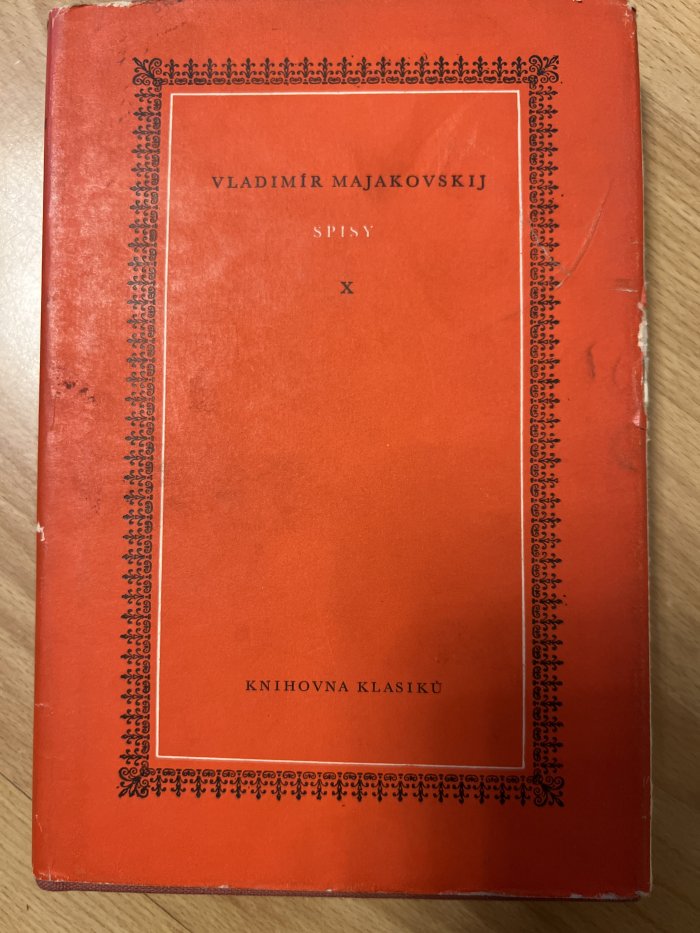 VLADIMÍR MAJAKOVSKIJ
SPISY
X
KNIHOVNA KLASIKŮ